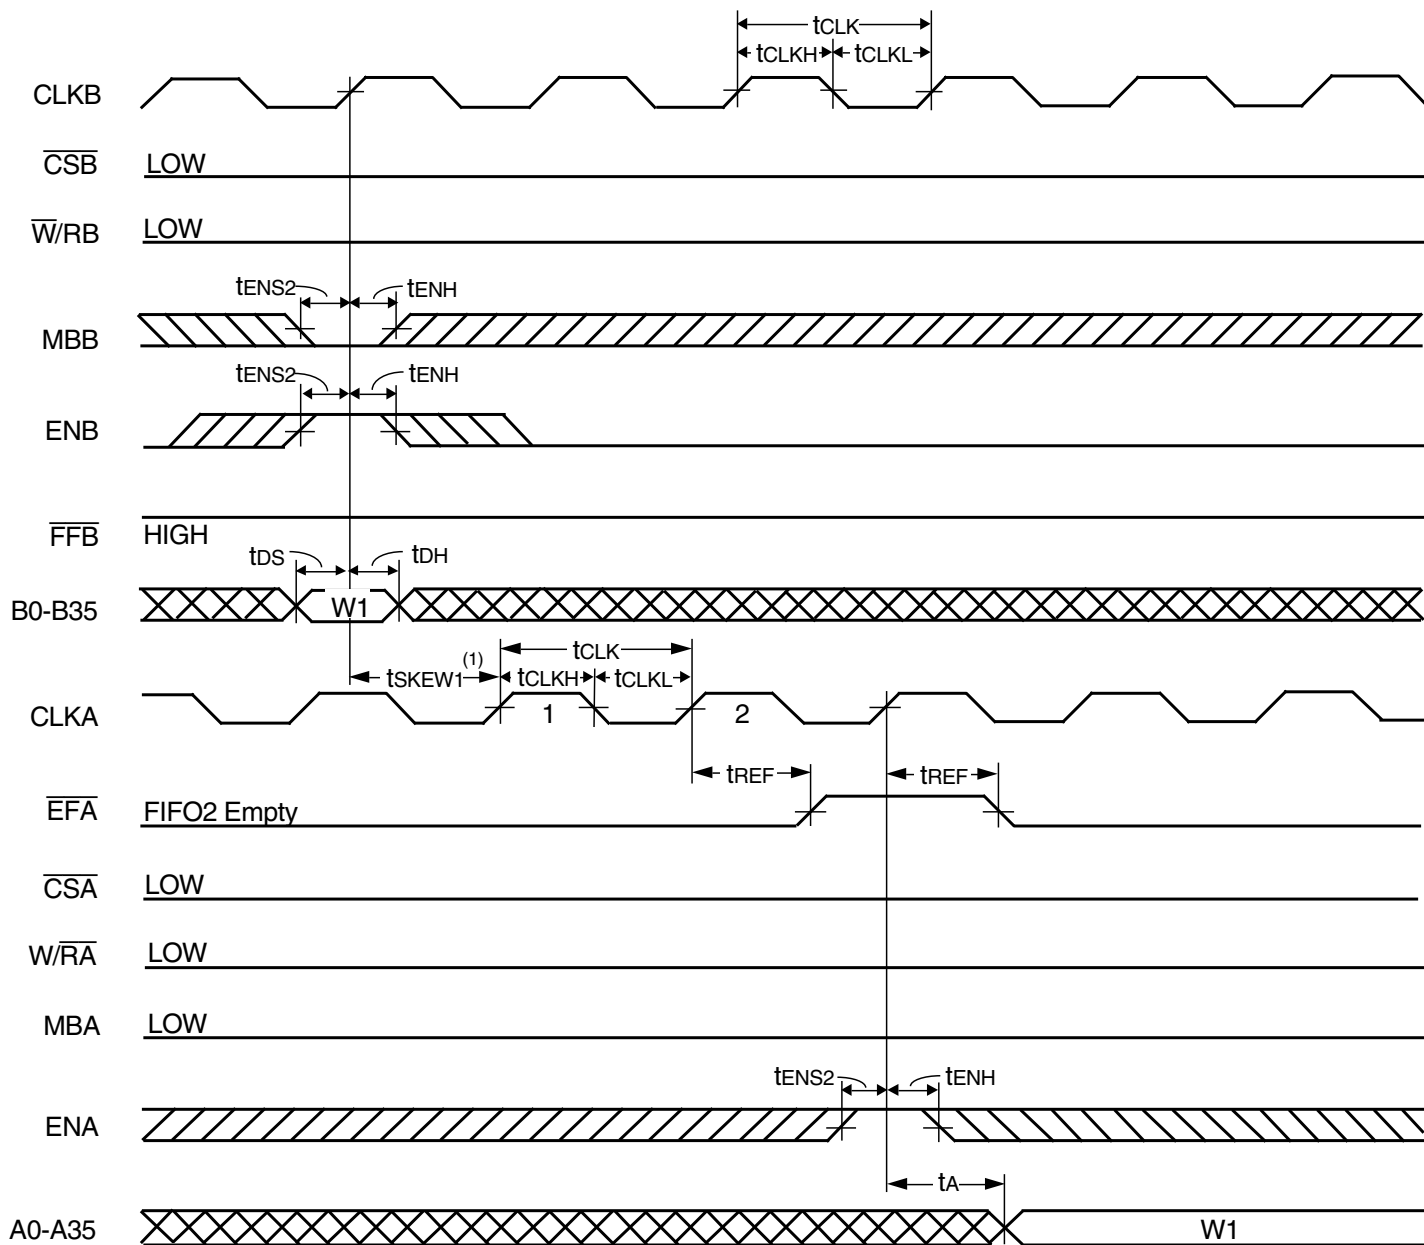 tCLK
tCLKH tCLKL
CLKB
CSB LOW
W/RB LOW
tENS2 tENH
MBB
tENS2 tENH
ENB
FFB HIGH
tDS tDH
B0-B35 W1
tCLK
tSKEW1(1) tCLKH tCLKL
CLKA 1 2
tREF tREF
EFA FIFO2 Empty
CSA LOW
W/RA LOW
MBA LOW
tENS2 tENH
ENA
tA
A0-A35 W1